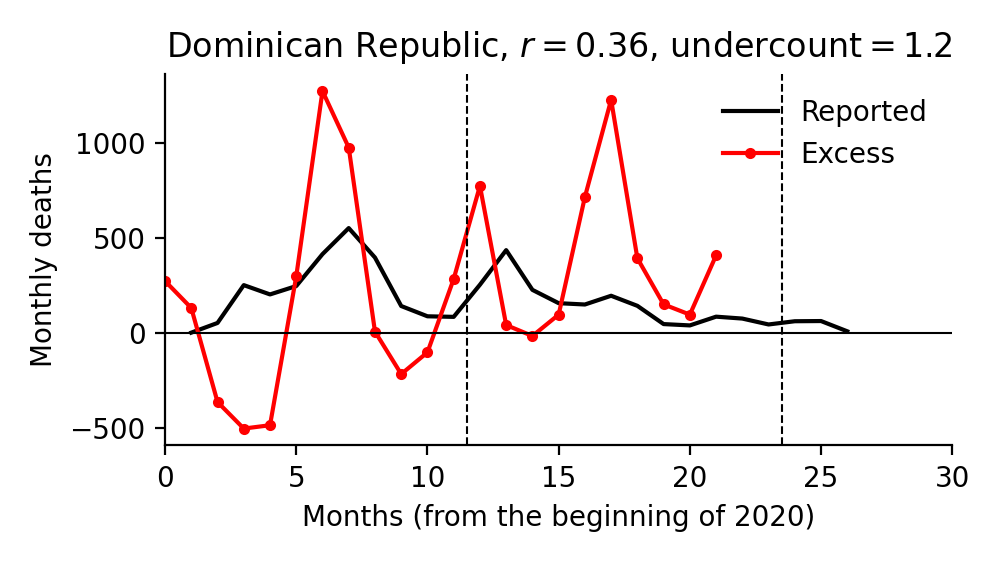 Dominican Republic, r = 0.36, undercount = 1.2
Reported
Excess
Monthly deaths
1000
500
0
−500
0 5 10 15 20 25 30
Months (from the beginning of 2020)